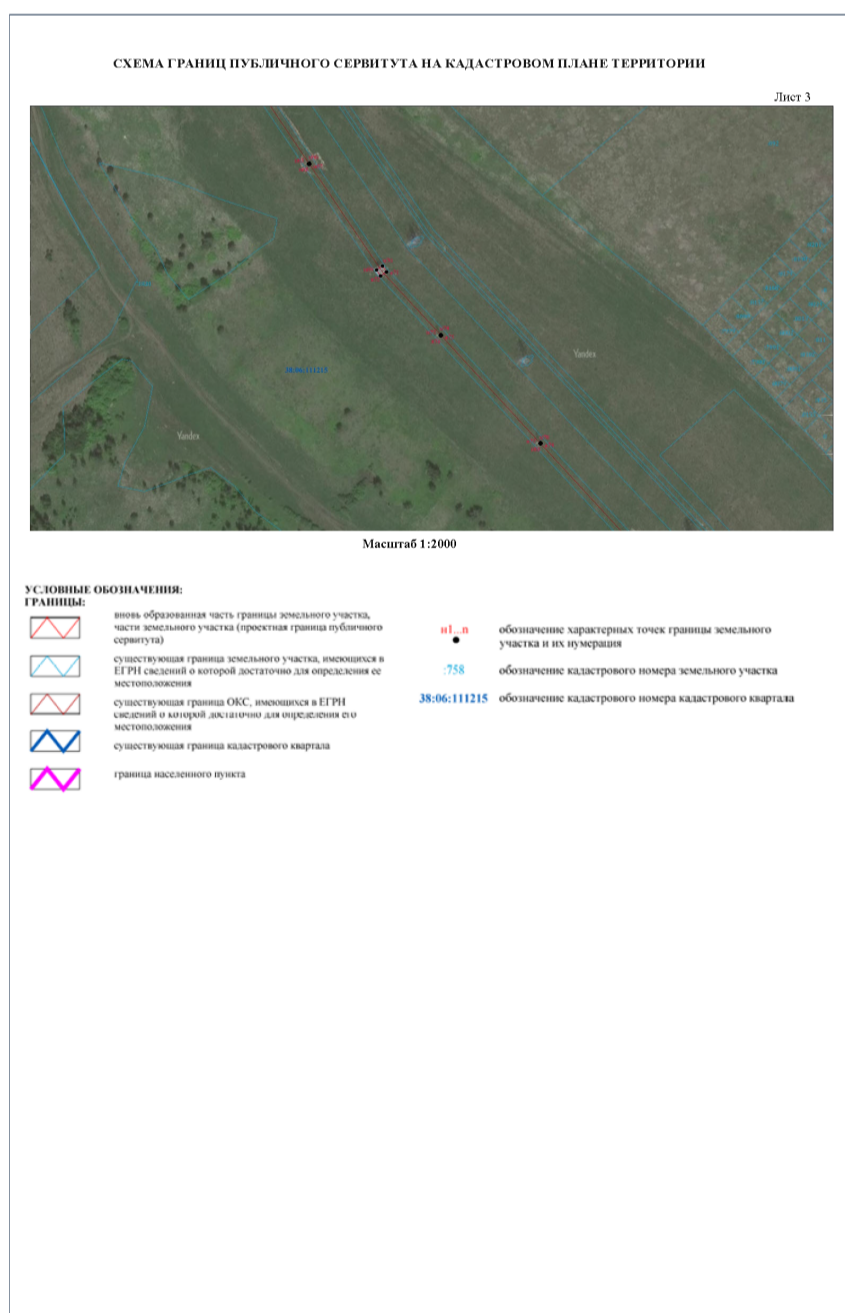 СХЕМА ГРАНИЦ ПУБЛИЧНОГО СЕРВИТУТА НА КАДАСТРОВОМ ПЛАНЕ ТЕРРИТОРИИ
Лист 3
Yandex
38:06:111215
Yandex
Масштаб 1:2000
УСЛОВНЫЕ ОБОЗНАЧЕНИЯ:
ГРАНИЦЫ:
вновь образованная часть границы земельного участка,
части земельного участка (проектная граница публичного
сервитута)
существующая граница земельного участка, имеющихся в
ЕГРН сведений о которой достаточно для определения ее
местоположения
существующая граница ОКС, имеющихся в ЕГРН
сведений о которой достаточно для определения его
местоположения
существующая граница кадастрового квартала
граница населенного пункта
н1...n
обозначение характерных точек границы земельного
участка и их нумерация
:758
обозначение кадастрового номера земельного участка
38:06:111215
обозначение кадастрового номера кадастрового квартала